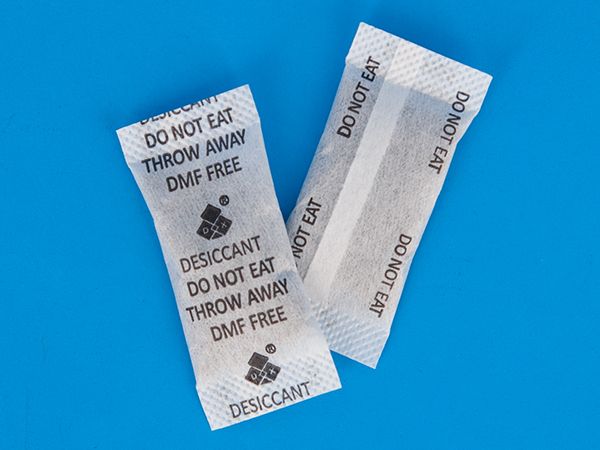 DESICCANT
DO NOT EAT
THROW AWAY
DMF FREE
®
DESICCANT
DO NOT EAT
THROW AWAY
DMF FREE
®
DESICCANT
DO NOT EAT
DO NOT EAT
NOT EAT
DO NOT EAT